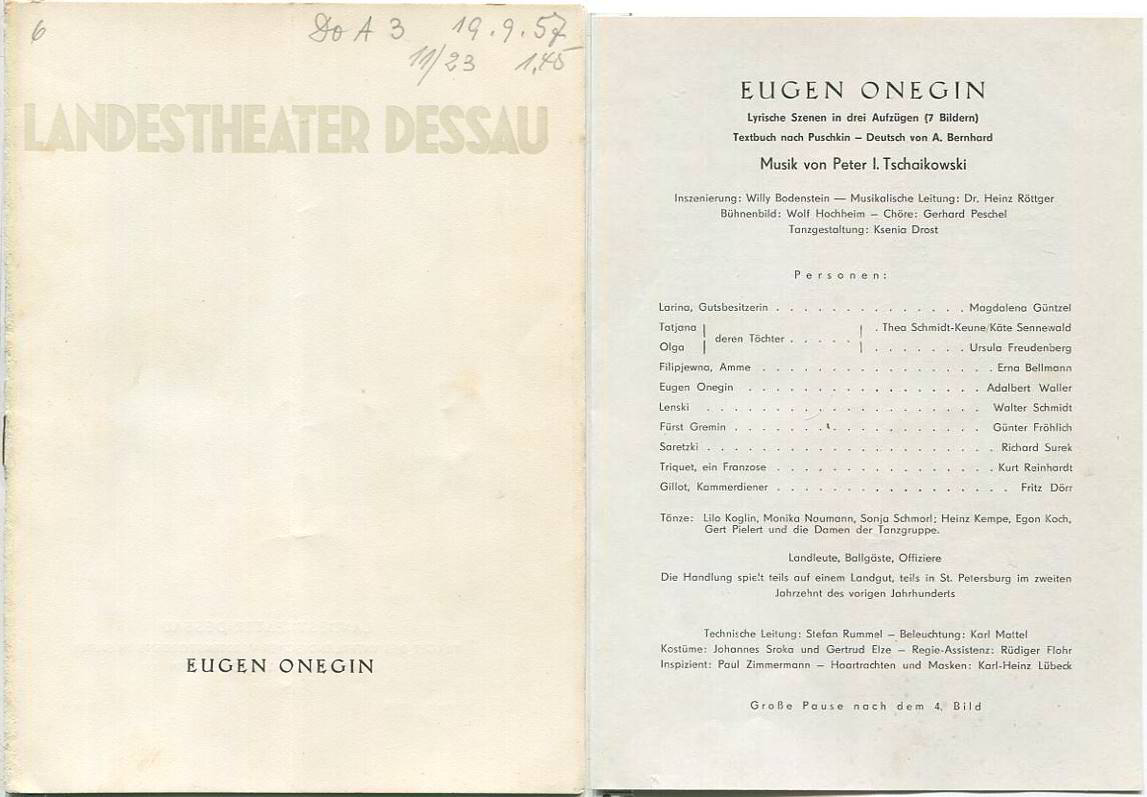 6
Do A 3 19.9.57
11/23 1,45
LANDESTHEATER DESSAU
EUGEN ONEGIN
EUGEN ONEGIN
Lyrische Szenen in drei Aufzügen (7 Bildern)
Textbuch nach Puschkin – Deutsch von A. Bernhard
Musik von Peter I. Tschaikowski
Inszenierung: Willy Bodenstein — Musikalische Leitung: Dr. Heinz Röttger
Bühnenbild: Wolf Hochheim – Chöre: Gerhard Peschel
Tanzgestaltung: Ksenia Drost
Personen:
Larina, Gutsbesitzerin . . . . . . . . . . . . . Magdalena Güntzel
Tatjana | deren Töchter . . . . . | . Thea Schmidt-Keune/Käte Sennewald
Olga | | . . . . . . . Ursula Freudenberg
Filipjewna, Amme . . . . . . . . . . . . . . . . Erna Bellmann
Eugen Onegin . . . . . . . . . . . . . . . . Adalbert Waller
Lenski . . . . . . . . . . . . . . . . . . . Walter Schmidt
Fürst Gremin . . . . . . . . . . . . . . . . . Günter Fröhlich
Saretzki . . . . . . . . . . . . . . . . . . . Richard Surek
Triquet, ein Franzose . . . . . . . . . . . . . . . Kurt Reinhardt
Gillot, Kammerdiener . . . . . . . . . . . . . . . . Fritz Dörr
Tänze: Lilo Koglin, Monika Naumann, Sonja Schmorl; Heinz Kempe, Egon Koch,
Gert Pielert und die Damen der Tanzgruppe.
Landleute, Ballgäste, Offiziere
Die Handlung spielt teils auf einem Landgut, teils in St. Petersburg im zweiten
Jahrzehnt des vorigen Jahrhunderts
Technische Leitung: Stefan Rummel – Beleuchtung: Karl Mattel
Kostüme: Johannes Sroka und Gertrud Elze – Regie-Assistenz: Rüdiger Flohr
Inspizient: Paul Zimmermann – Haartrachten und Masken: Karl-Heinz Lübeck
Große Pause nach dem 4. Bild